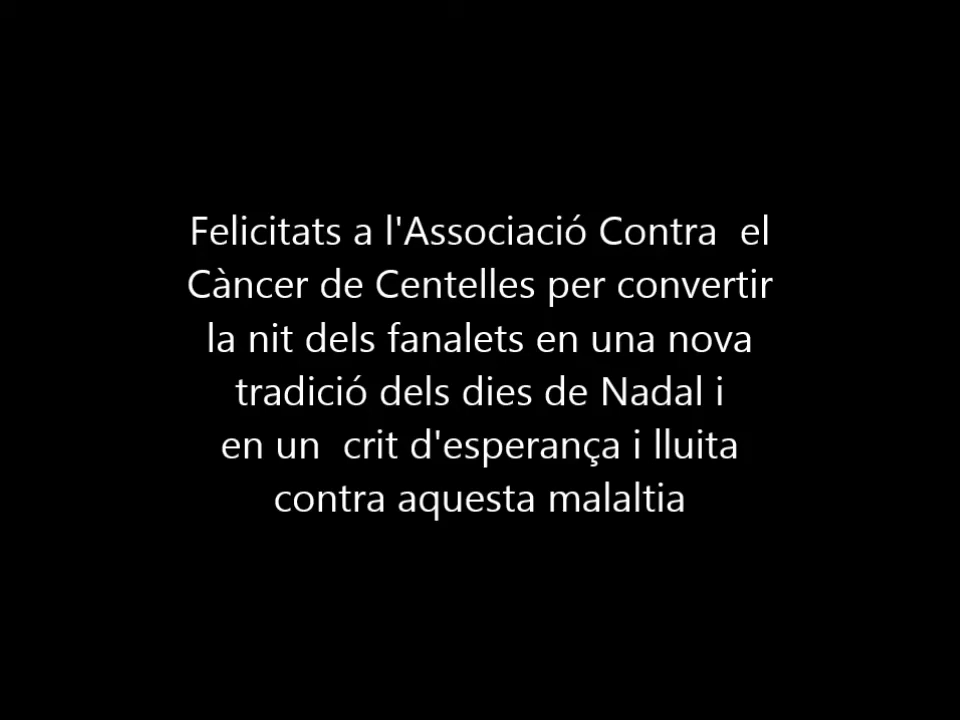 Felicitats a l'Associació Contra  el
Càncer de Centelles per convertir
la nit dels fanalets en una nova
tradició dels dies de Nadal i
en un  crit d'esperança i lluita
contra aquesta malaltia